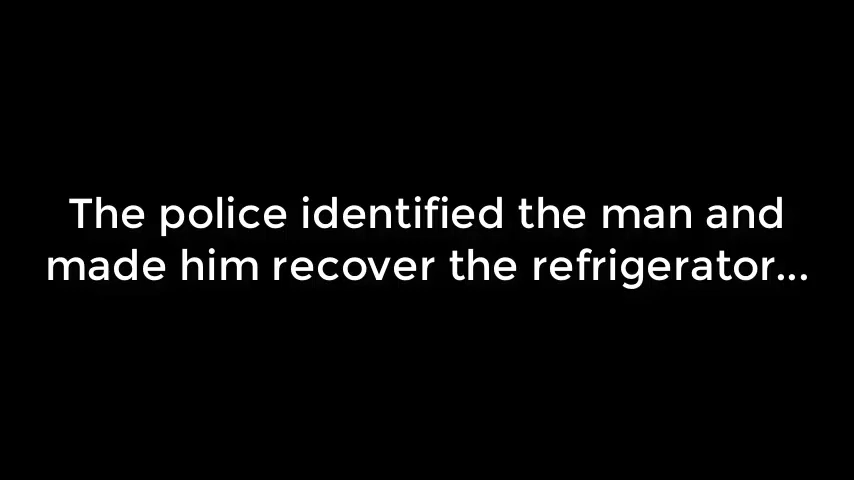 The police identified the man and
made him recover the refrigerator...